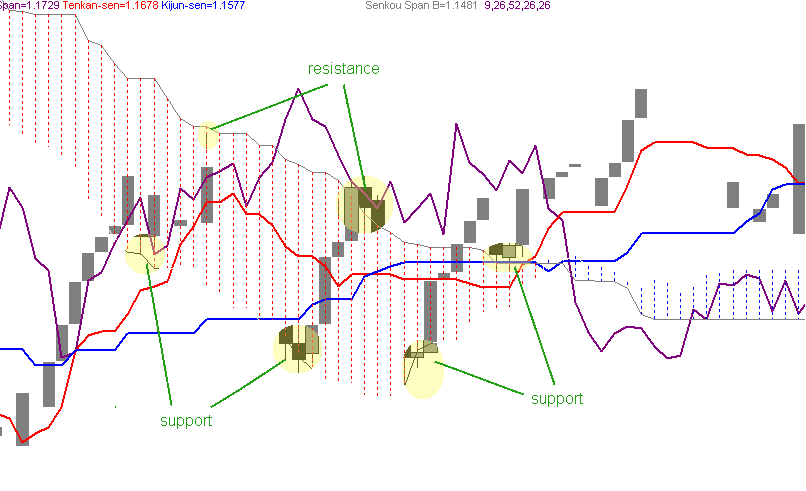 Span=1.1729 Tenkan-sen=1.1678 Kijun-sen=1.1577 Senkou Span B=1.1481 9,26,52,26,26
resistance
support
support